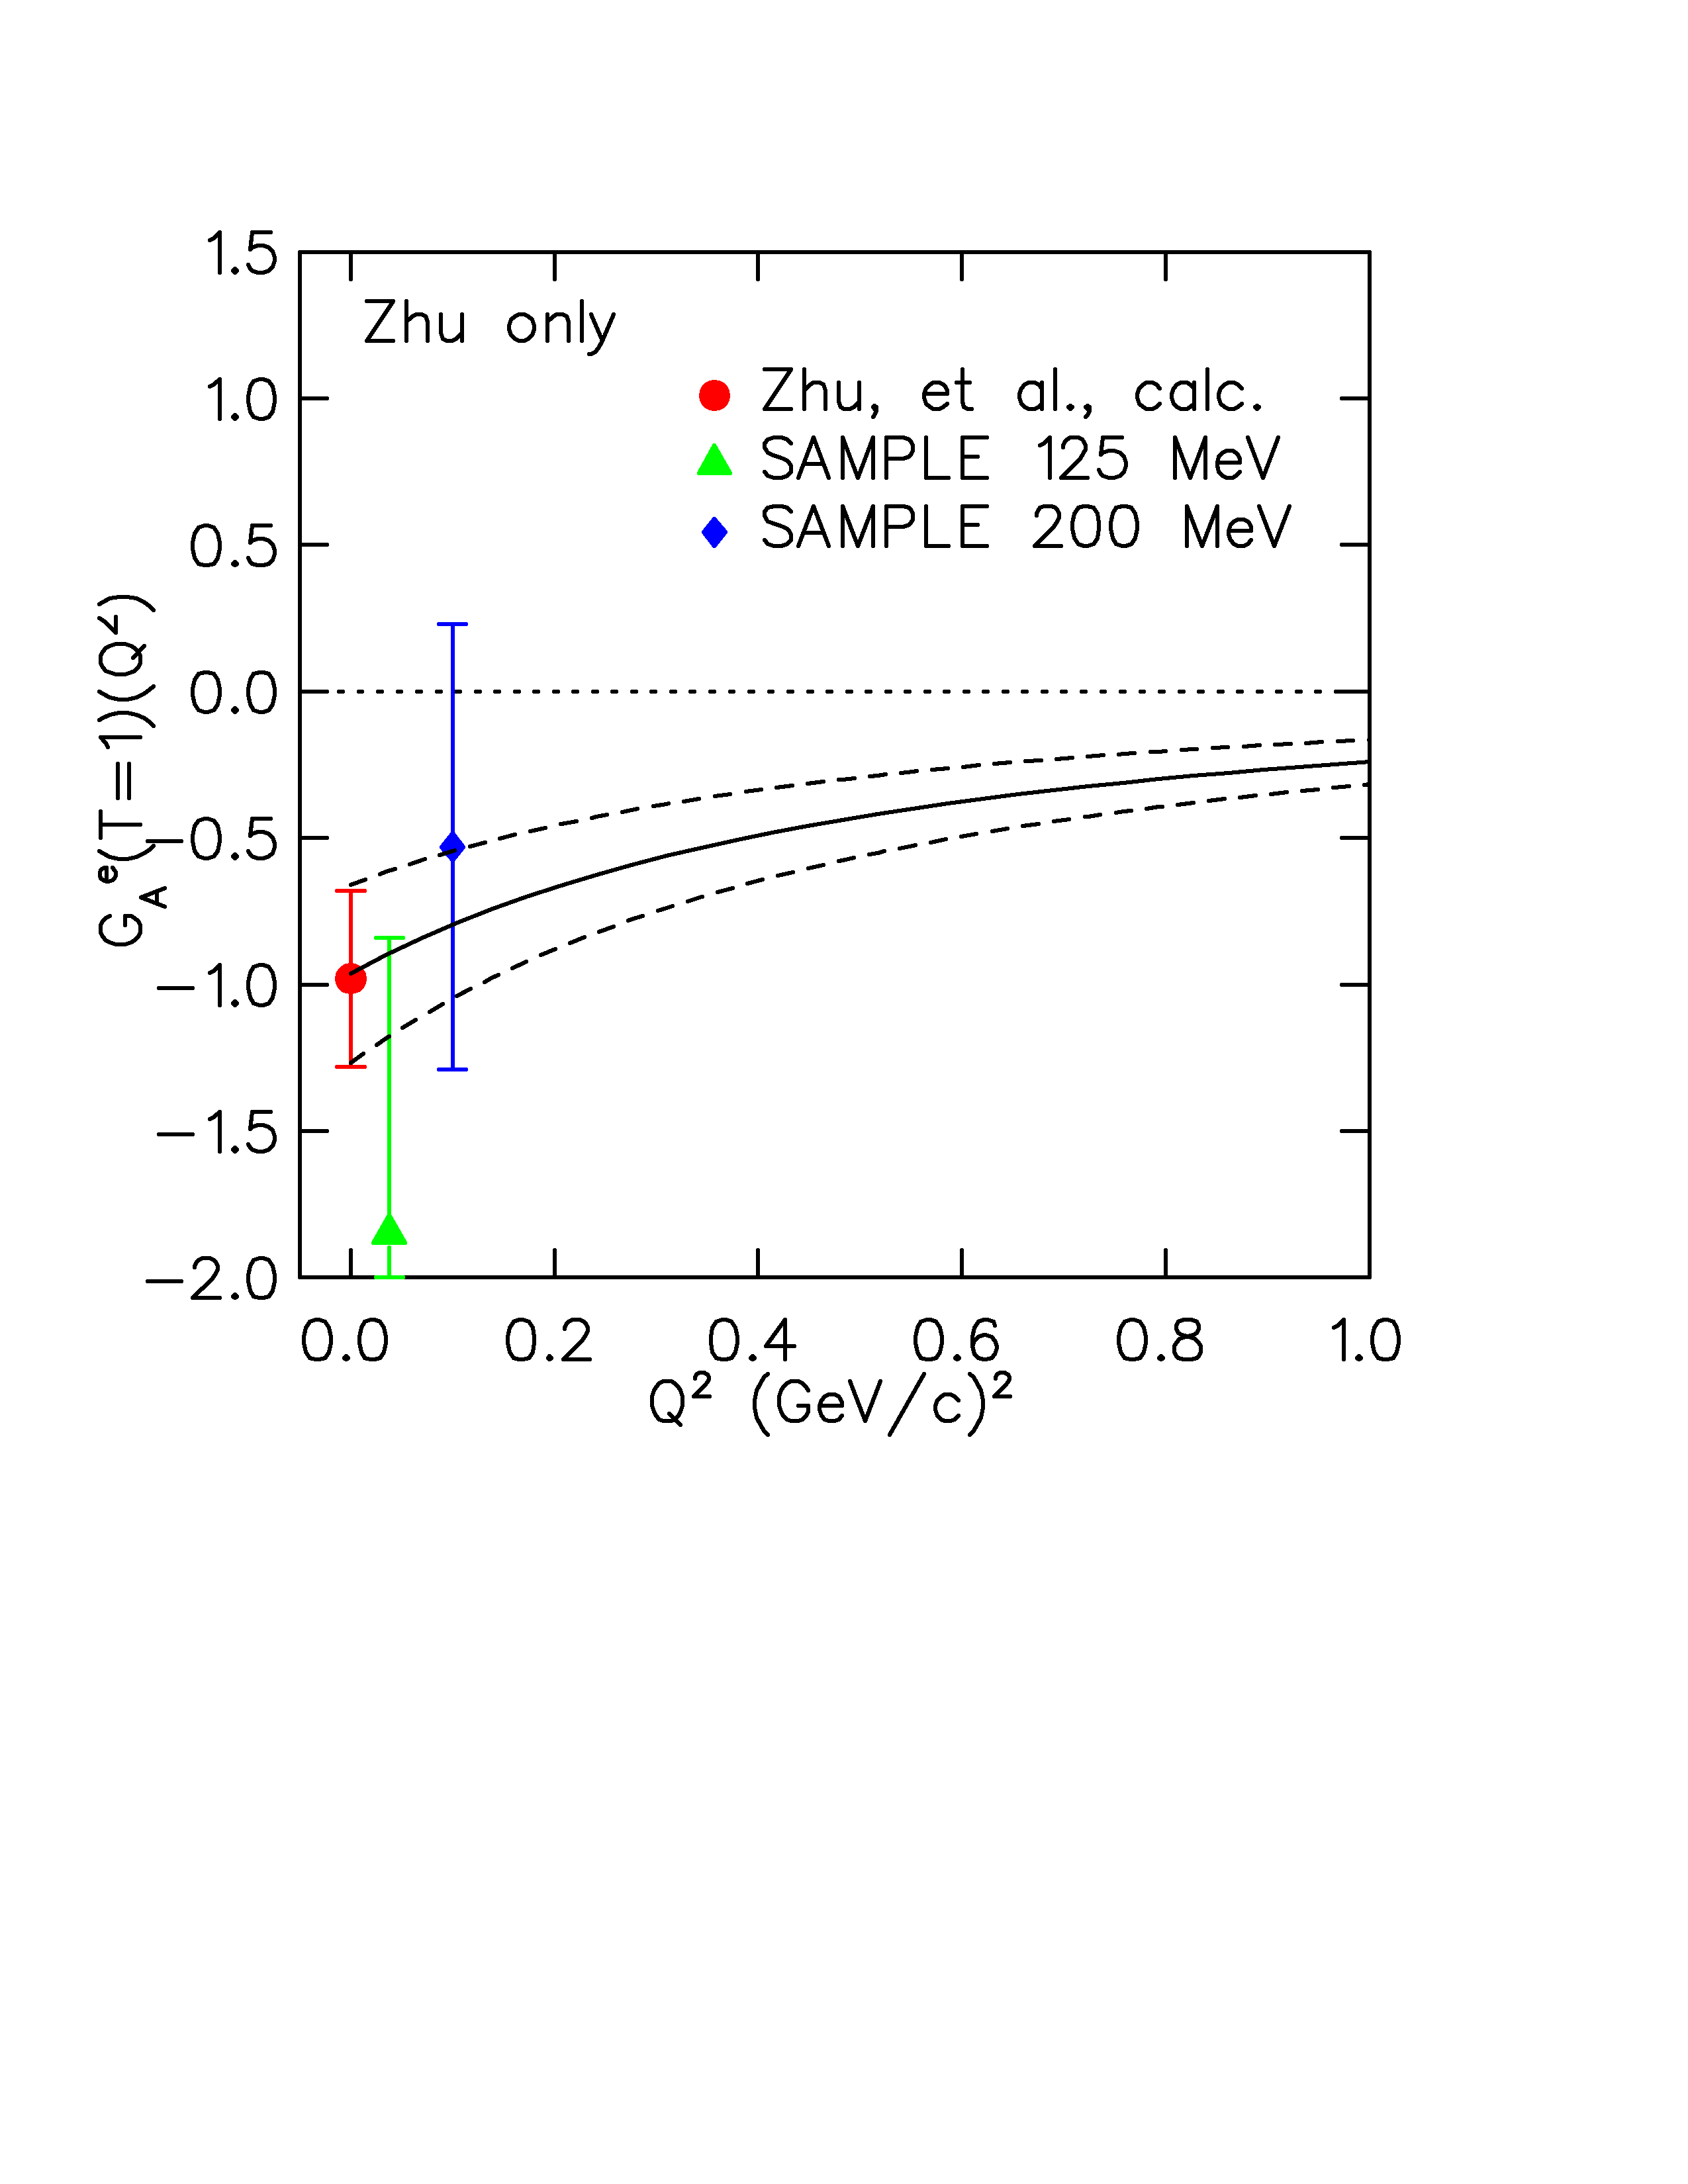 1.5
Zhu only
Zhu, et al., calc.
1.0
SAMPLE 125 MeV
SAMPLE 200 MeV
0.5
0.0
−0.5
−1.0
−1.5
−2.0
G_A^e(T=1)(Q²)
0.0 0.2 0.4 0.6 0.8 1.0
Q² (GeV/c)²